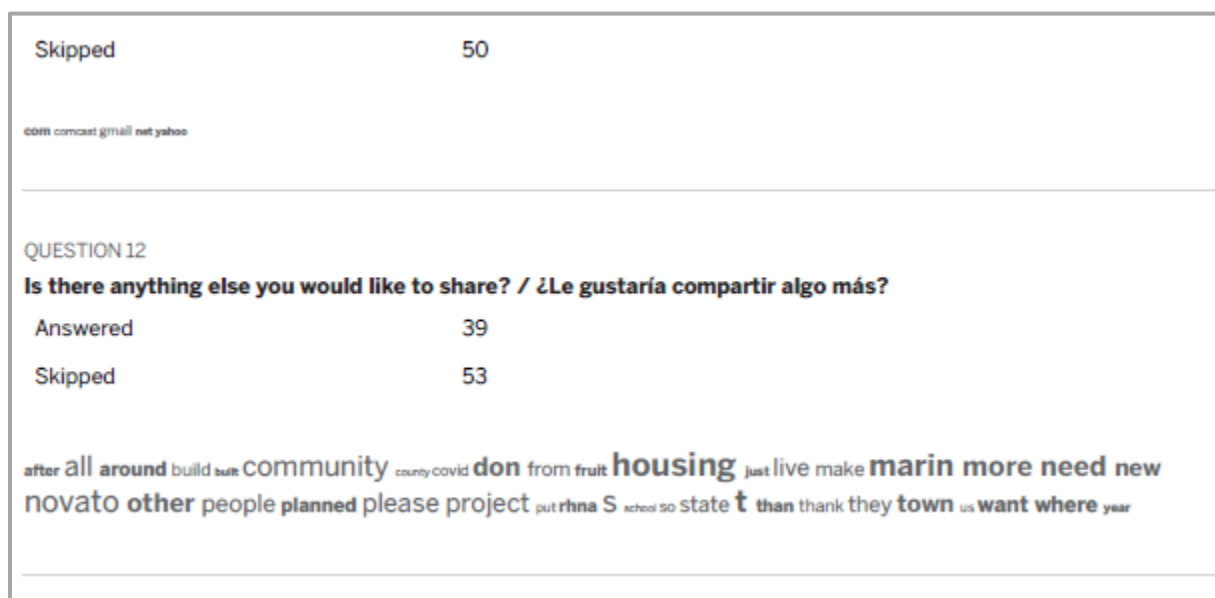 Skipped 50
com comcast gmail net yahoo
QUESTION 12
Is there anything else you would like to share? / ¿Le gustaría compartir algo más?
Answered 39
Skipped 53
after all around build built community county covid don from fruit housing just live make marin more need new
novato other people planned please project put rhna s school so state t than thank they town us want where year